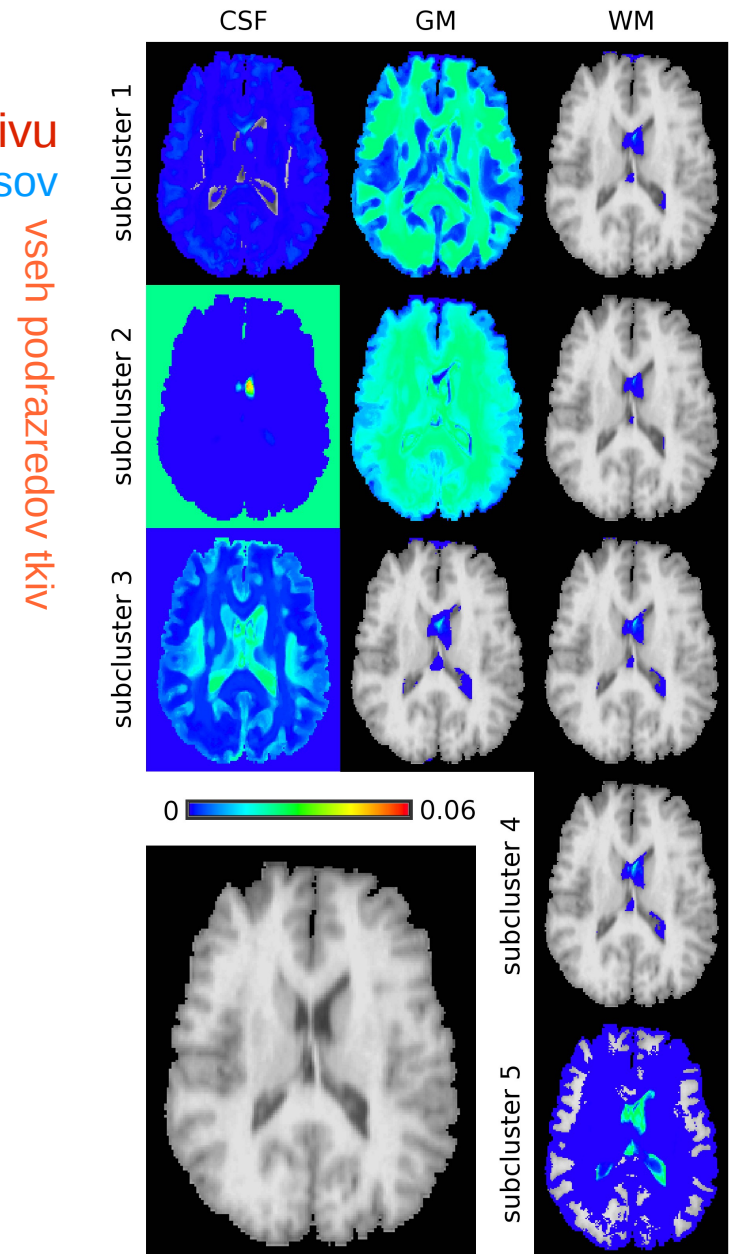 CSF GM WM
ivu
sov
vseh podrazredov tkiv
subcluster 1
subcluster 2
subcluster 3
0 0.06
subcluster 4
subcluster 5